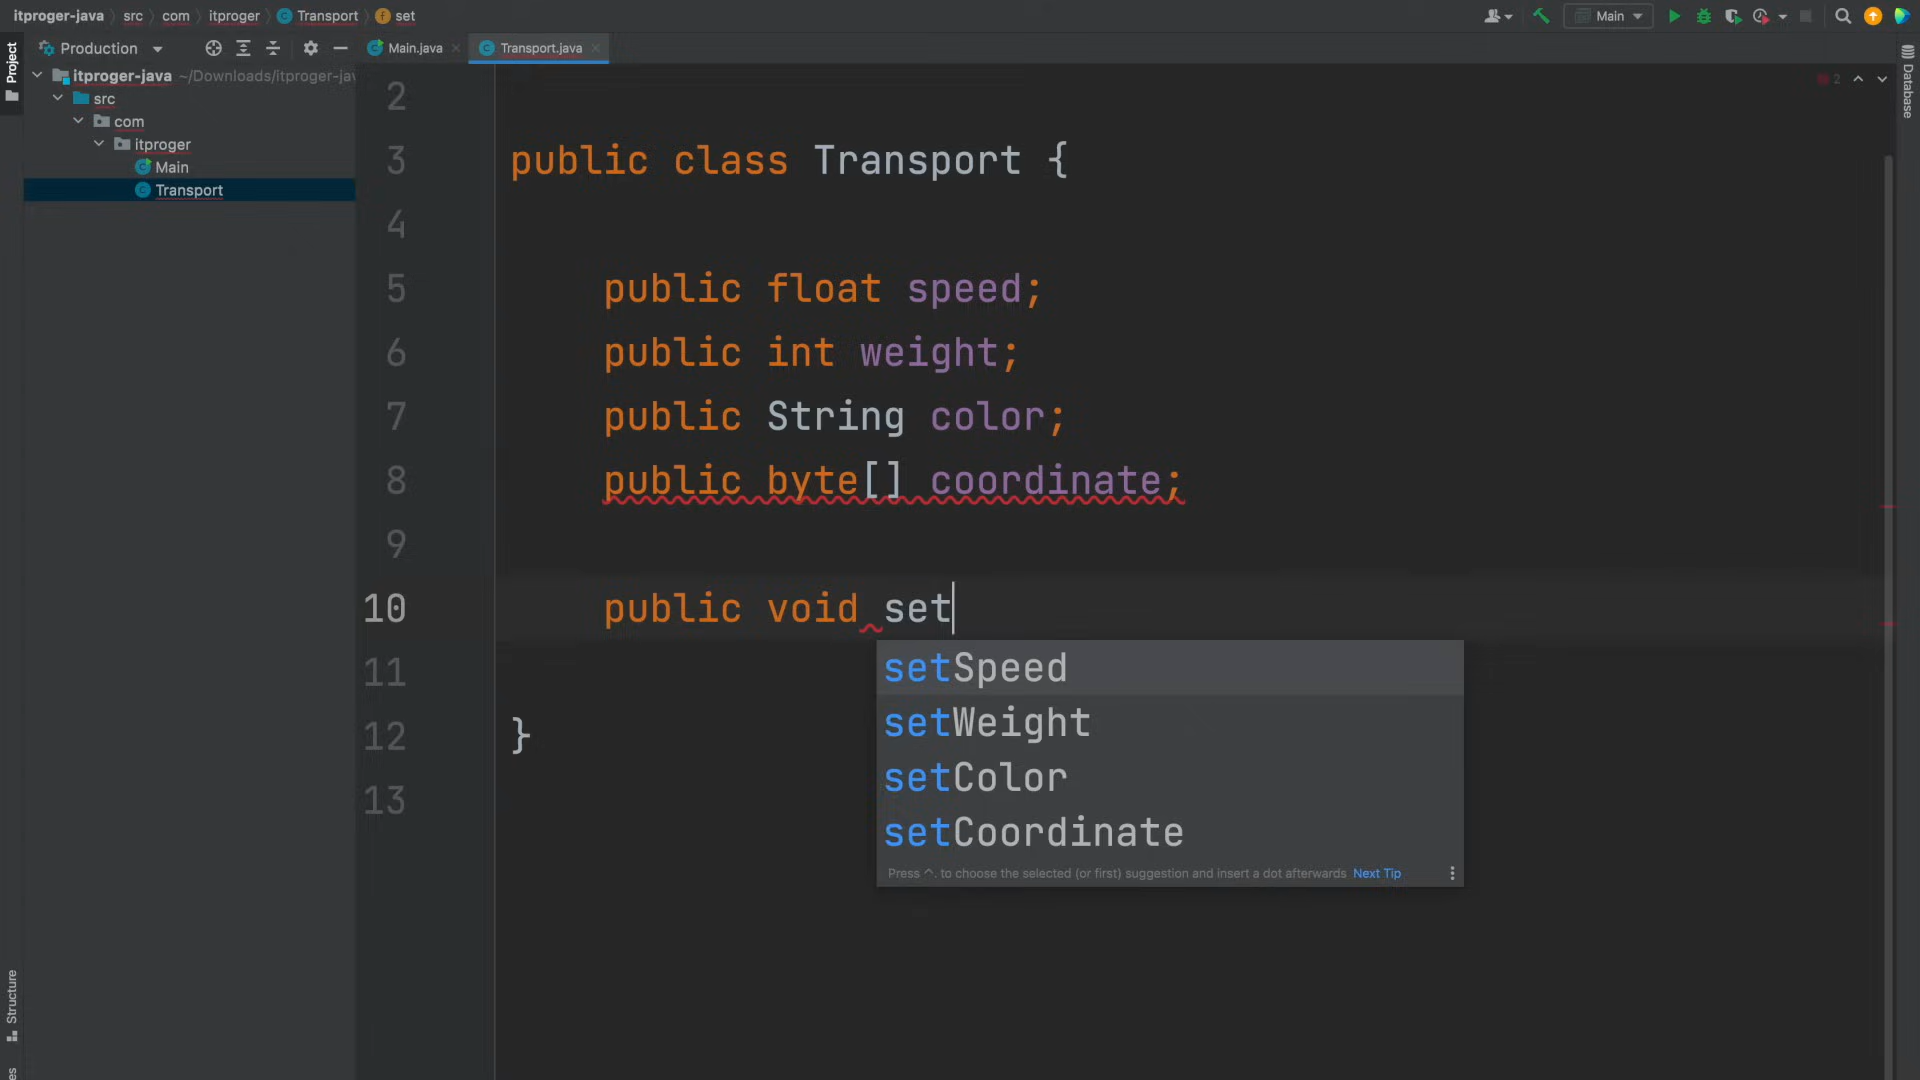 itproger-java src com itproger Transport set
Main
Production
Main.java
Transport.java
Project
itproger-java ~/Downloads/itproger-jav
src
com
itproger
Main
Transport
2
2
3 public class Transport {
4
5 public float speed;
6 public int weight;
7 public String color;
8 public byte[] coordinate;
9
10 public void set
11
12 }
13
setSpeed
setWeight
setColor
setCoordinate
Press ^. to choose the selected (or first) suggestion and insert a dot afterwards Next Tip
Database
Structure
es